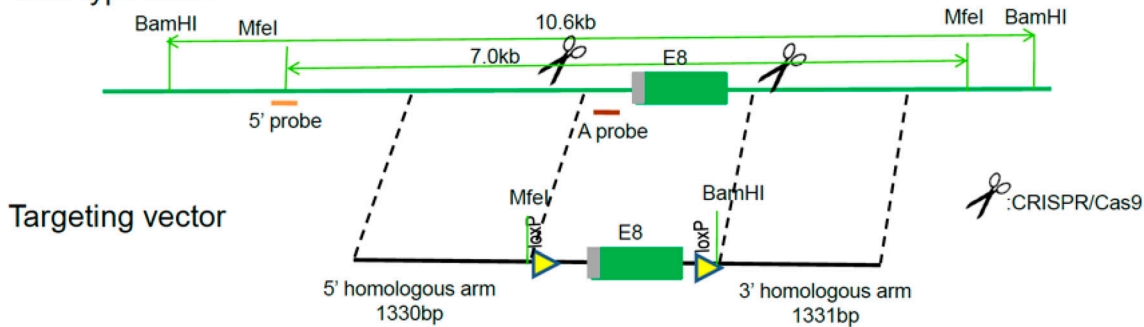 BamHI MfeI 10.6kb MfeI BamHI
7.0kb E8
5' probe A probe
MfeI BamHI
loxP loxP
:CRISPR/Cas9
Targeting vector
E8
5' homologous arm 3' homologous arm
1330bp 1331bp